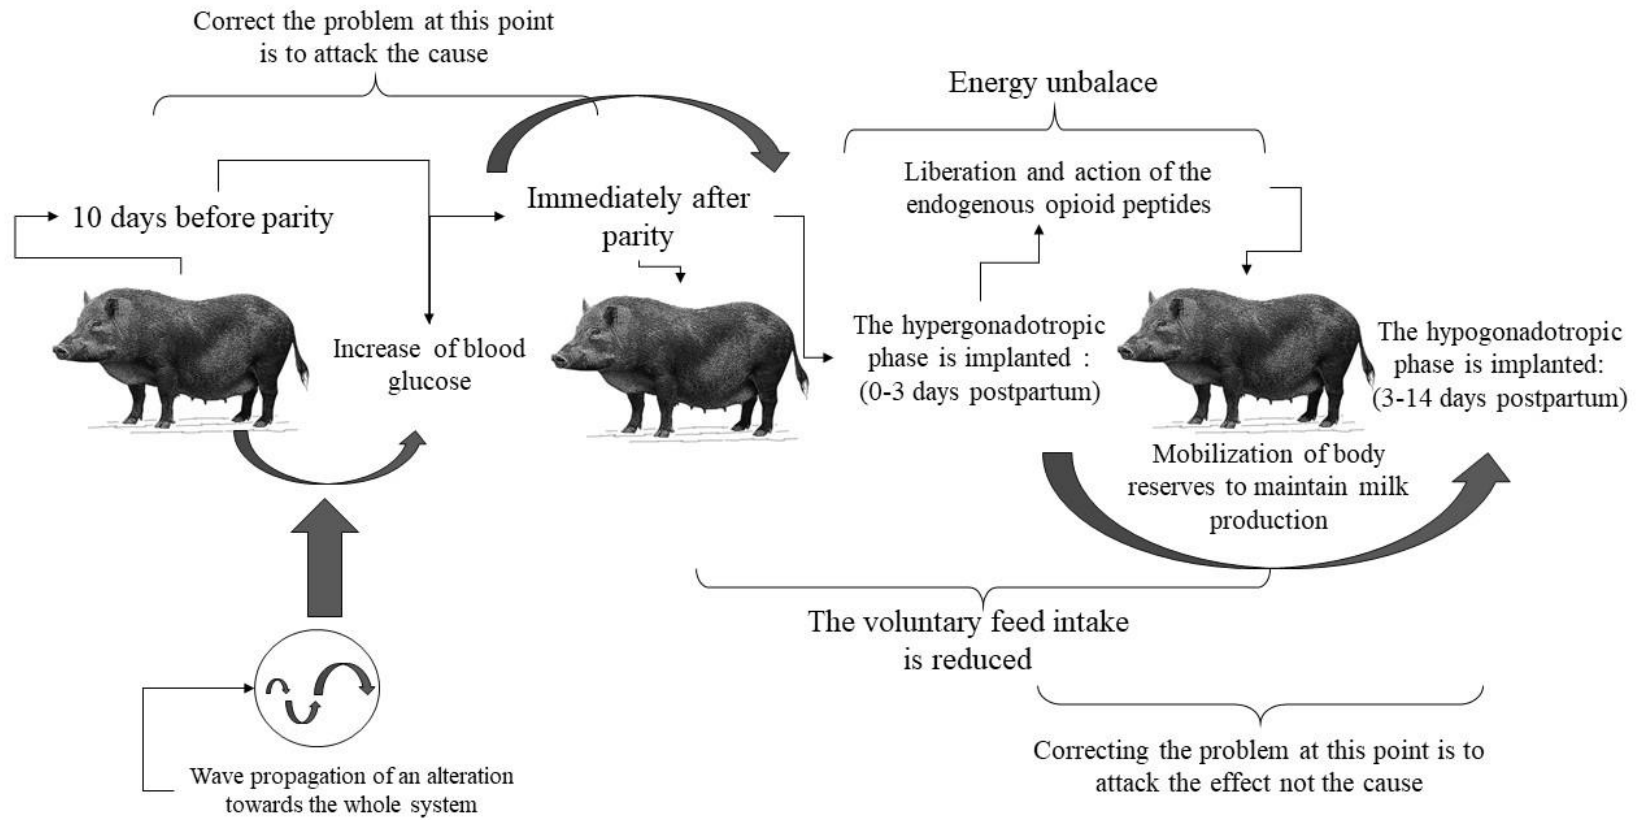 Correct the problem at this point
is to attack the cause
Energy unbalace
Liberation and action of the
endogenous opioid peptides
10 days before parity
Immediately after
parity
Increase of blood
glucose
The hypergonadotropic
phase is implanted :
(0-3 days postpartum)
The hypogonadotropic
phase is implanted:
(3-14 days postpartum)
Mobilization of body
reserves to maintain milk
production
The voluntary feed intake
is reduced
Wave propagation of an alteration
towards the whole system
Correcting the problem at this point is to
attack the effect not the cause